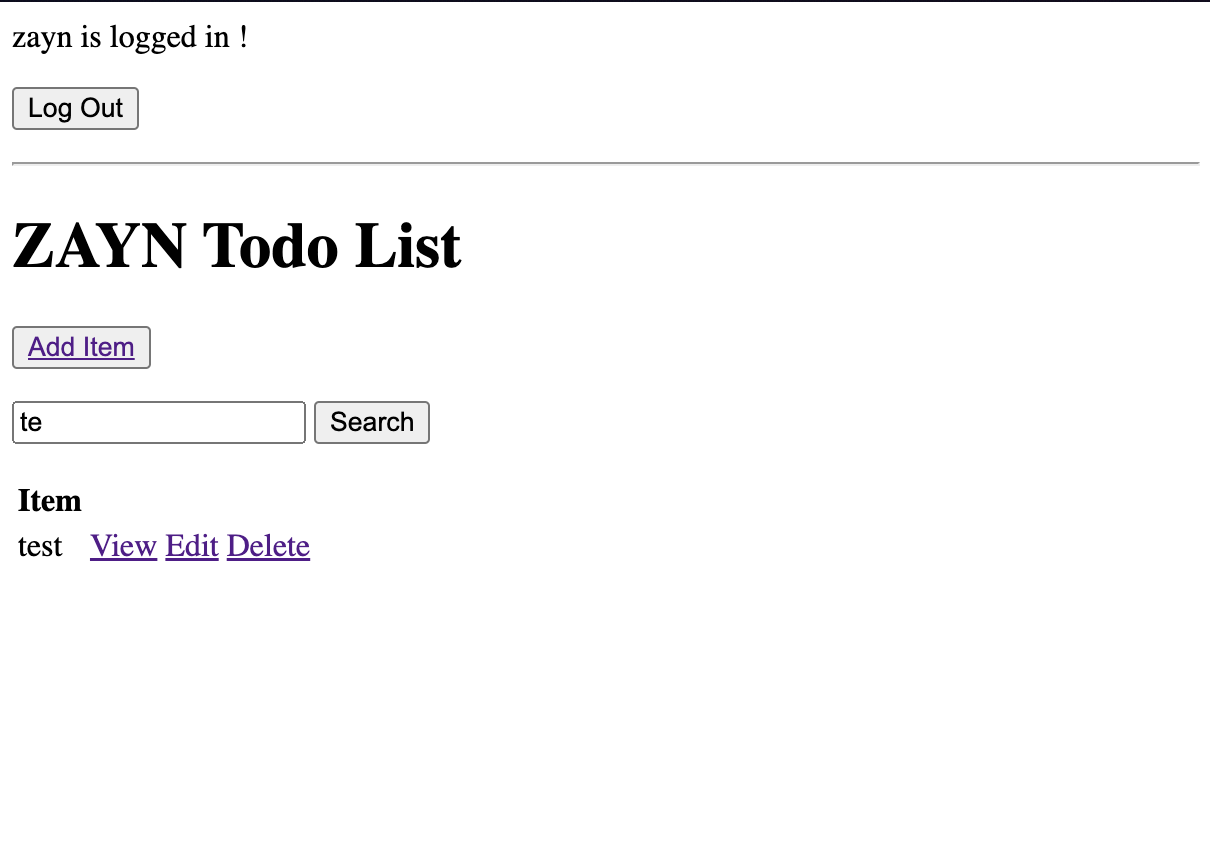 zayn is logged in !
Log Out
ZAYN Todo List
Add Item
te Search
Item
test View Edit Delete